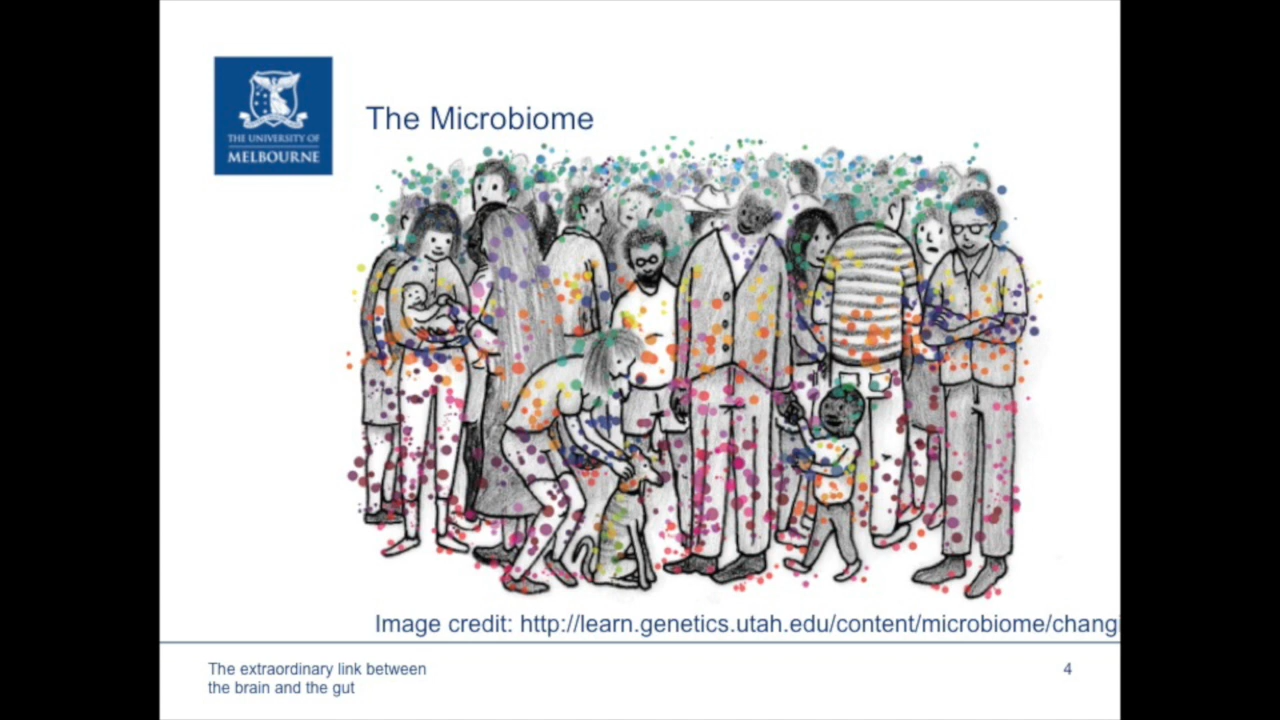 THE UNIVERSITY OF
MELBOURNE
The Microbiome
Image credit: http://learn.genetics.utah.edu/content/microbiome/changi
The extraordinary link between
the brain and the gut
4